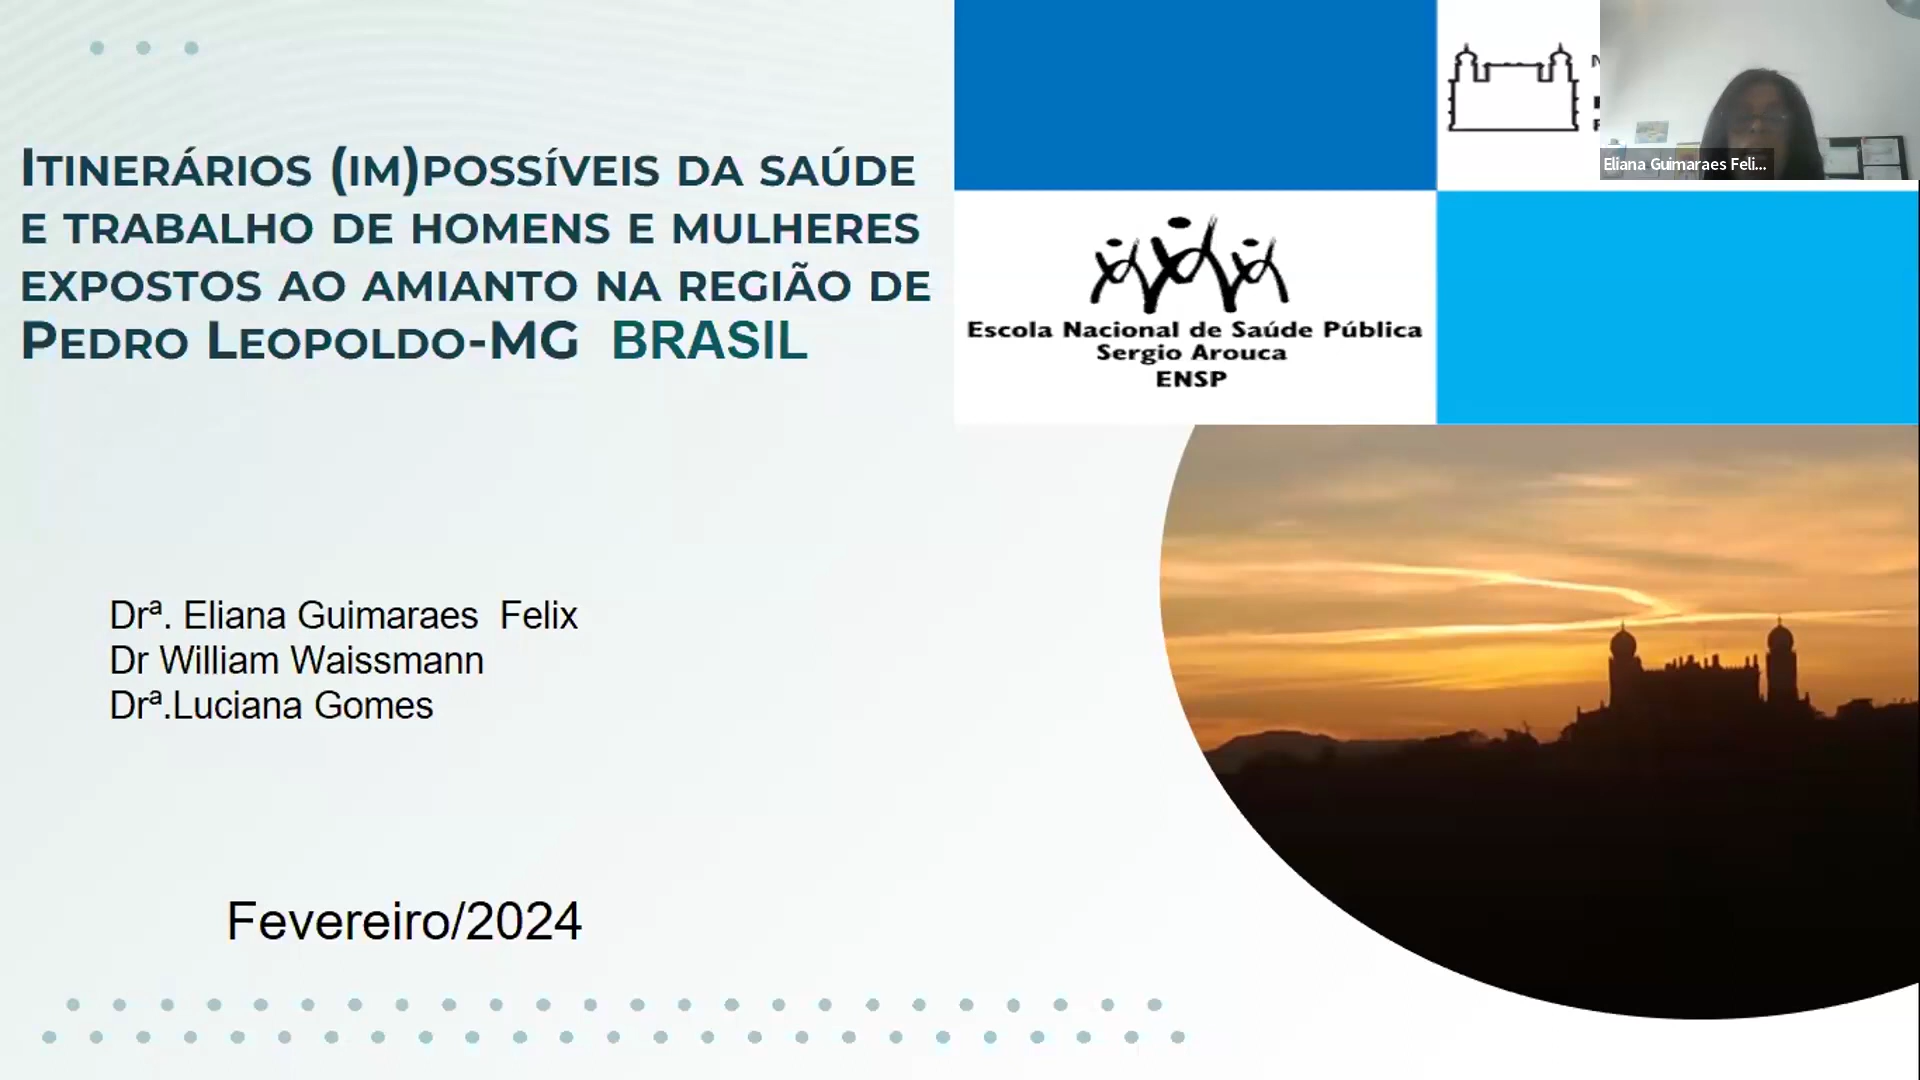 Itinerários (im)possíveis da saúde
e trabalho de homens e mulheres
expostos ao amianto na região de
Pedro Leopoldo-MG BRASIL
Escola Nacional de Saúde Pública
Sergio Arouca
ENSP
Eliana Guimaraes Feli...
Drª. Eliana Guimaraes Felix
Dr William Waissmann
Drª.Luciana Gomes
Fevereiro/2024